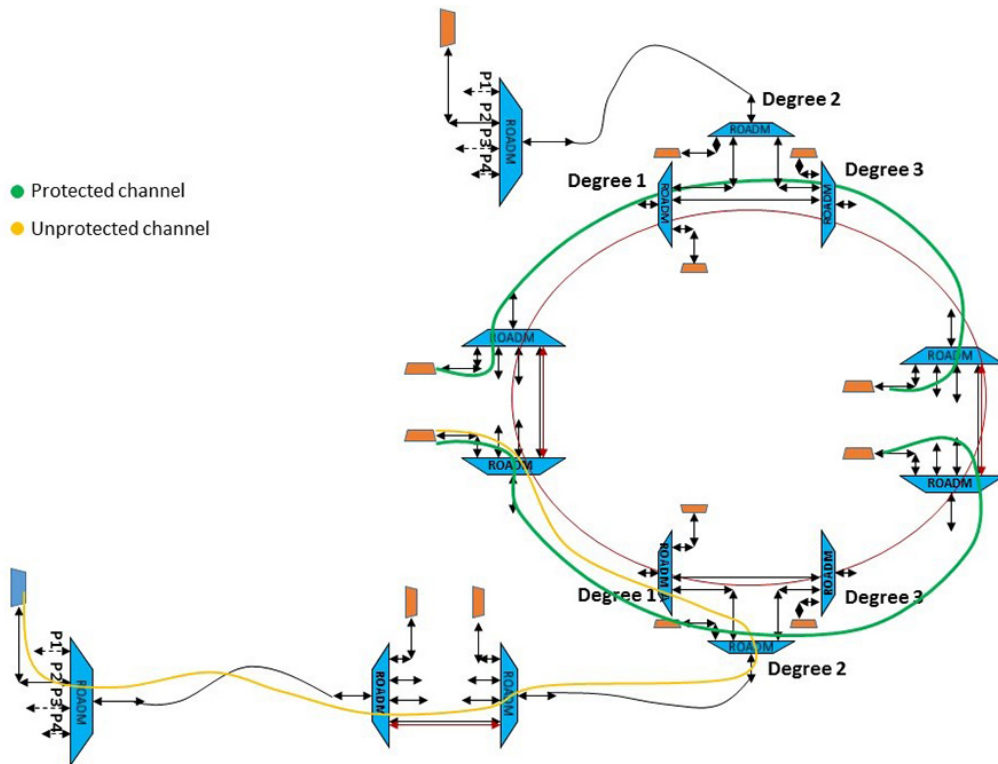 Degree 2
P1
P2
P3
P4
ROADM
ROADM
Degree 1
Degree 3
ROADM
ROADM
Protected channel
Unprotected channel
ROADM
ROADM
ROADM
ROADM
ROADM A
ROADM
Degree 1
Degree 3
ROADM
Degree 2
P1
P2
P3
P4
ROADM
ROADM
ROADM